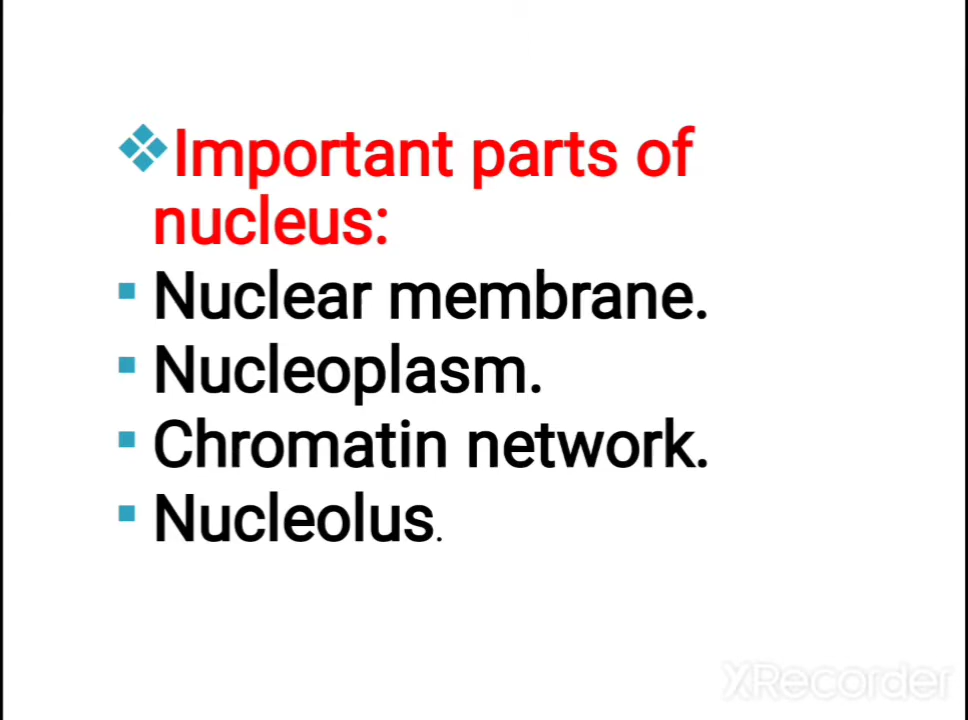 Important parts of
nucleus:
Nuclear membrane.
Nucleoplasm.
Chromatin network.
Nucleolus.
XRecorder